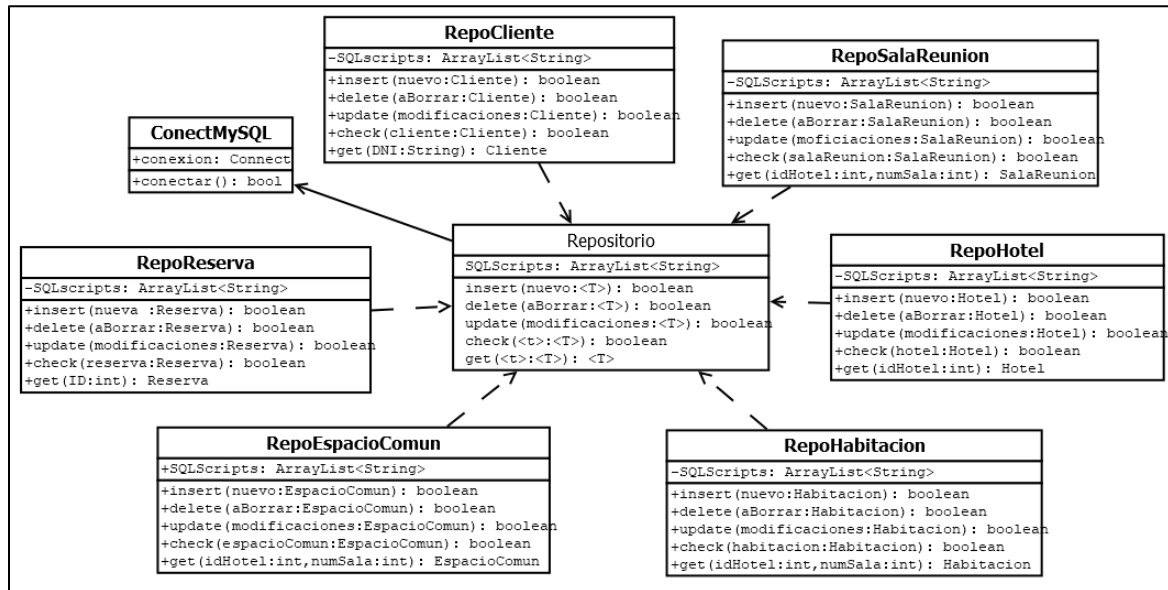 RepoCliente
-SQLscripts: ArrayList<String>
+insert(nuevo:Cliente): boolean
+delete(aBorrar:Cliente): boolean
+update(modificaciones:Cliente): boolean
+check(cliente:Cliente): boolean
+get(DNI:String): Cliente
RepoSalaReunion
-SQLScripts: ArrayList<String>
+insert(nuevo:SalaReunion): boolean
+delete(aBorrar:SalaReunion): boolean
+update(moficiaciones:SalaReunion): boolean
+check(salaReunion:SalaReunion): boolean
+get(idHotel:int,numSala:int): SalaReunion
ConectMySQL
+conexion: Connect
+conectar(): bool
Repositorio
SQLScripts: ArrayList<String>
insert(nuevo:<T>): boolean
delete(aBorrar:<T>): boolean
update(modificaciones:<T>): boolean
check(<t>:<T>): boolean
get(<t>:<T>): <T>
RepoReserva
-SQLScripts: ArrayList<String>
+insert(nueva :Reserva): boolean
+delete(aBorrar:Reserva): boolean
+update(modificaciones:Reserva): boolean
+check(reserva:Reserva): boolean
+get(ID:int): Reserva
RepoHotel
-SQLScripts: ArrayList<String>
+insert(nuevo:Hotel): boolean
+delete(aBorrar:Hotel): boolean
+update(modificaciones:Hotel): boolean
+check(hotel:Hotel): boolean
+get(idHotel:int): Hotel
RepoEspacioComun
+SQLScripts: ArrayList<String>
+insert(nuevo:EspacioComun): boolean
+delete(aBorrar:EspacioComun): boolean
+update(modificaciones:EspacioComun): boolean
+check(espacioComun:EspacioComun): boolean
+get(idHotel:int,numSala:int): EspacioComun
RepoHabitacion
-SQLScripts: ArrayList<String>
+insert(nuevo:Habitacion): boolean
+delete(aBorrar:Habitacion): boolean
+update(modificaciones:Habitacion): boolean
+check(habitacion:Habitacion): boolean
+get(idHotel:int,numSala:int): Habitacion